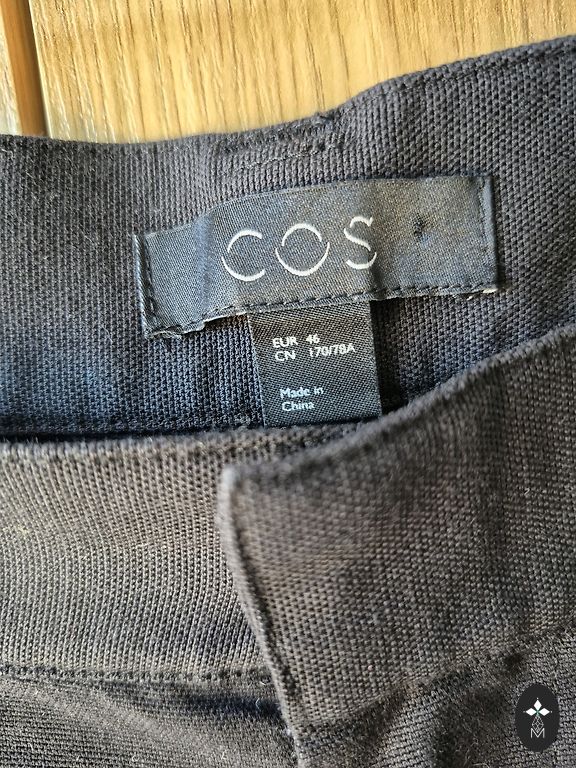 COS
EUR 46
CN 170/78A
Made in
China
M